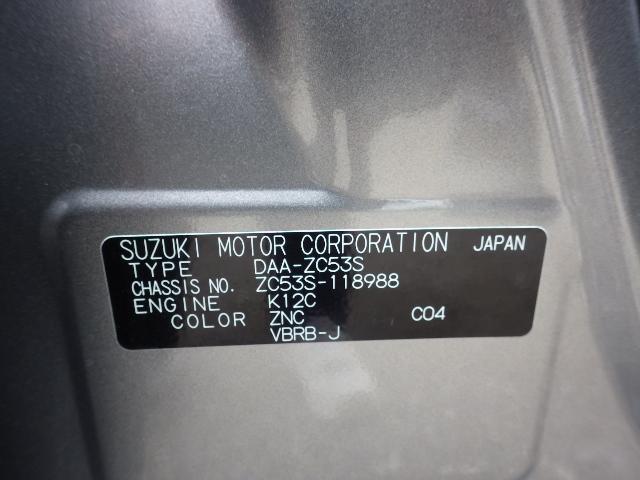 SUZUKI MOTOR CORPORATION JAPAN
TYPE DAA-ZC53S
CHASSIS NO. ZC53S-118988
ENGINE K12C
COLOR ZNC C04
VBRB-J